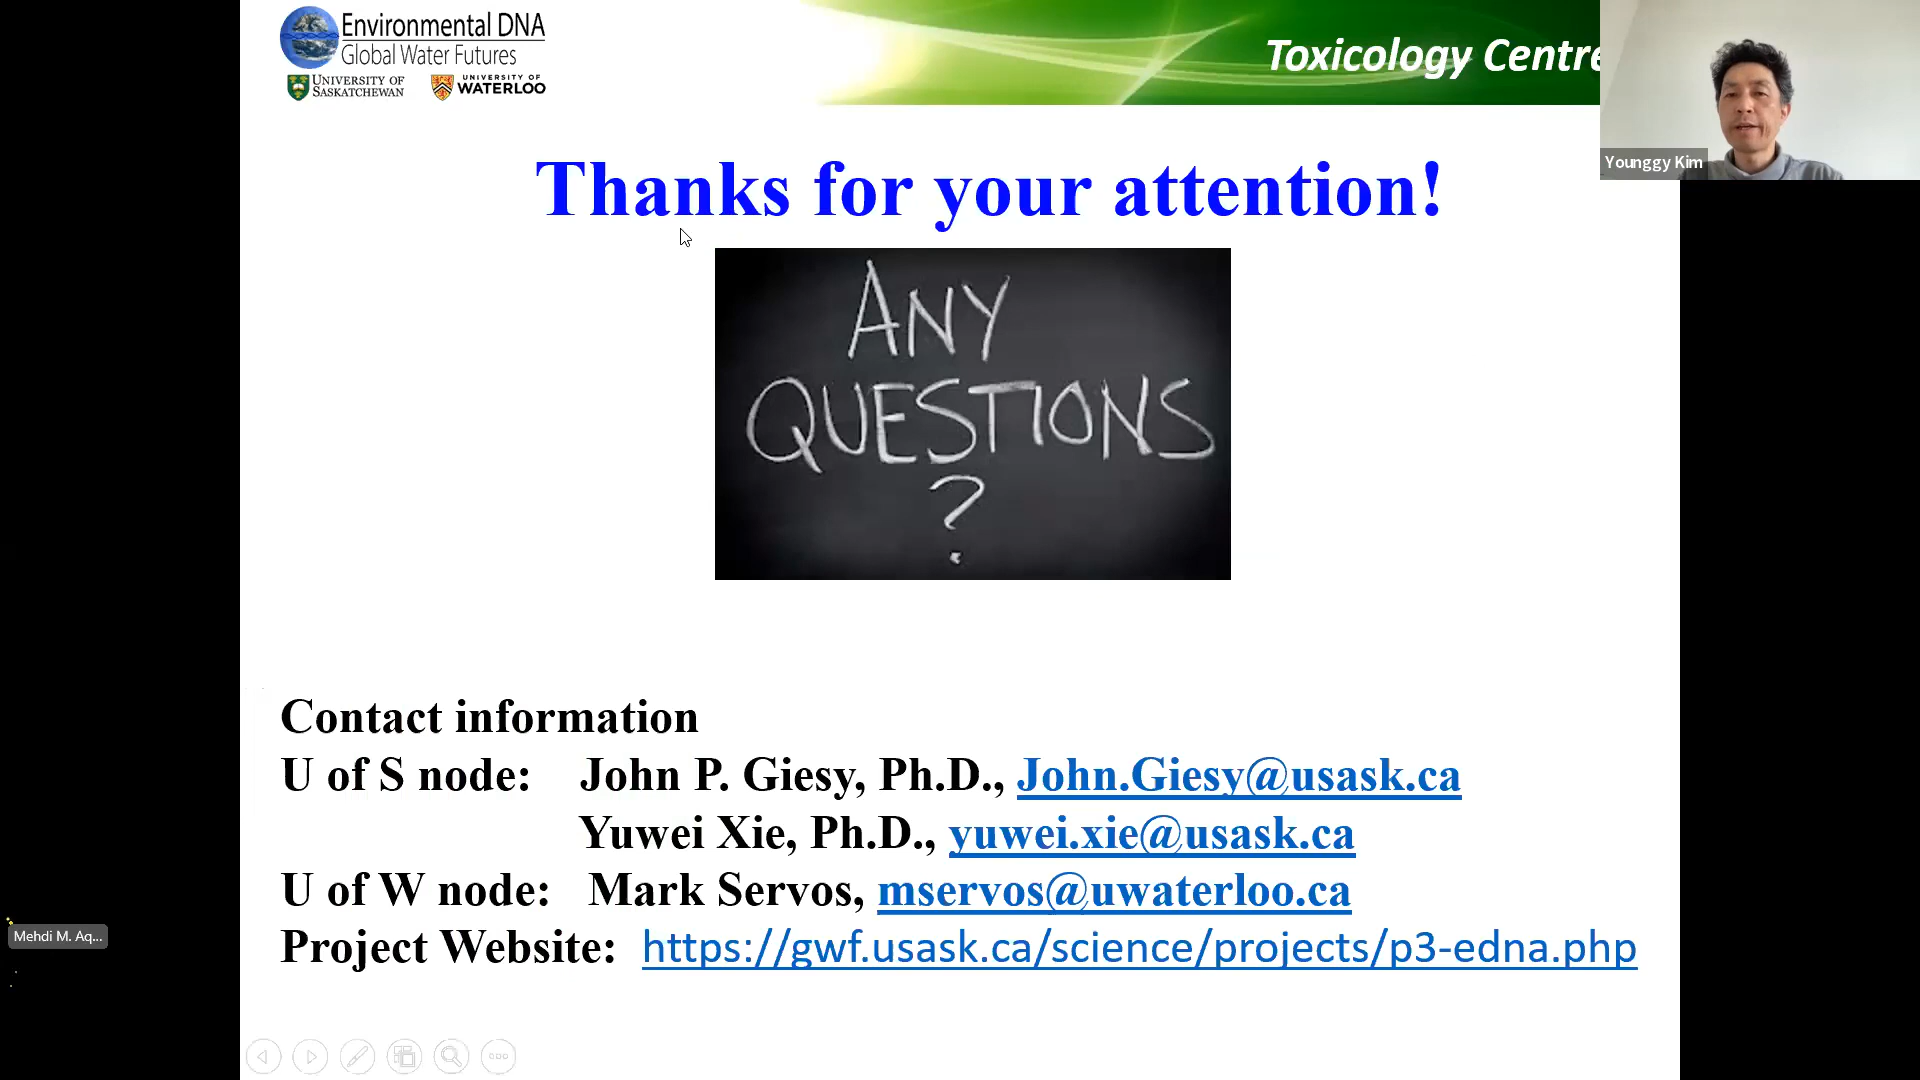 Environmental DNA
Global Water Futures
UNIVERSITY OF
SASKATCHEWAN
UNIVERSITY OF
WATERLOO
Toxicology Centre
Younggy Kim
Thanks for your attention!
ANY
QUESTIONS
?
Contact information
U of S node: John P. Giesy, Ph.D., John.Giesy@usask.ca
Yuwei Xie, Ph.D., yuwei.xie@usask.ca
U of W node: Mark Servos, mservos@uwaterloo.ca
Mehdi M. Aq...
Project Website: https://gwf.usask.ca/science/projects/p3-edna.php